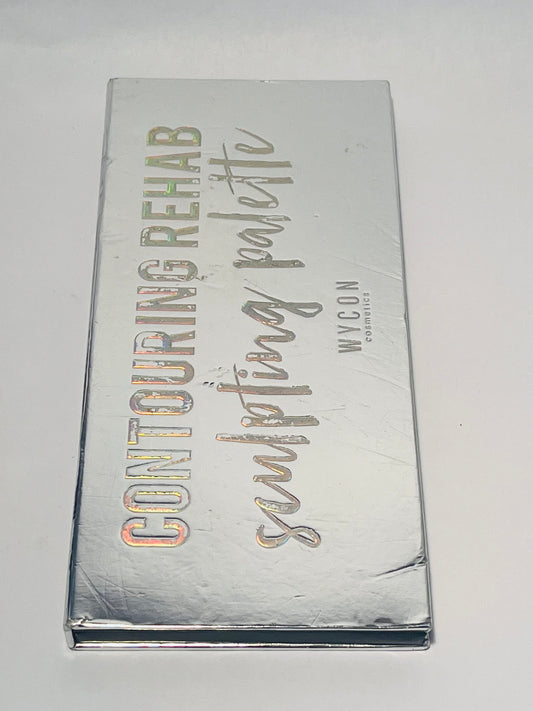 CONTOURING REHAB
sculpting palette
WYCON
cosmetics